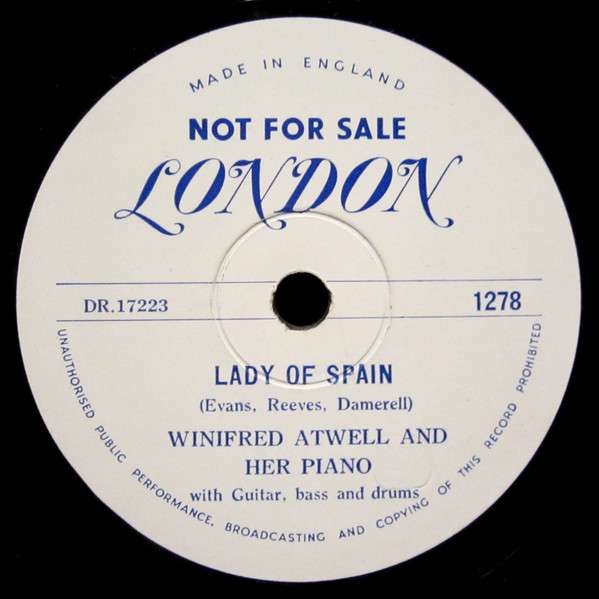 MADE IN ENGLAND
NOT FOR SALE
LONDON
DR.17223 1278
LADY OF SPAIN
(Evans, Reeves, Damerell)
WINIFRED ATWELL AND
HER PIANO
with Guitar, bass and drums
UNAUTHORISED PUBLIC PERFORMANCE, BROADCASTING AND COPYING OF THIS RECORD PROHIBITED